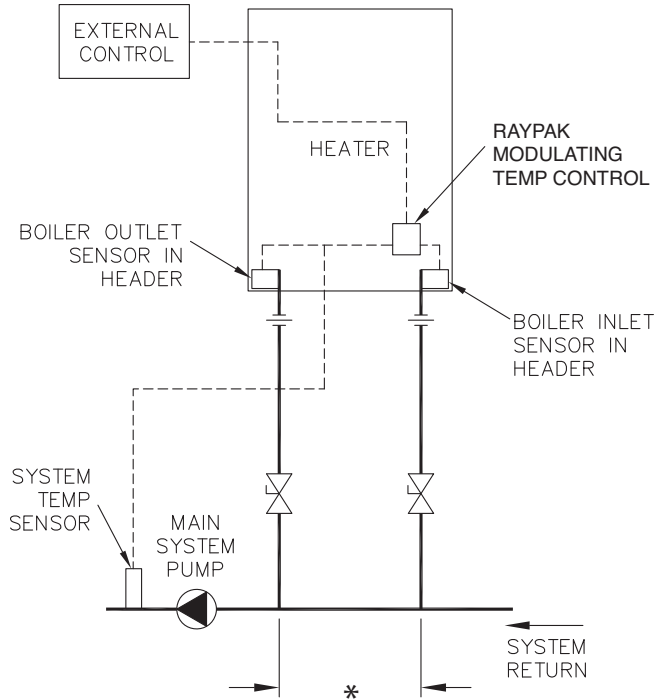 EXTERNAL
CONTROL
HEATER
RAYPAK
MODULATING
TEMP CONTROL
BOILER OUTLET
SENSOR IN
HEADER
BOILER INLET
SENSOR IN
HEADER
SYSTEM
TEMP
SENSOR
MAIN
SYSTEM
PUMP
SYSTEM
RETURN
*